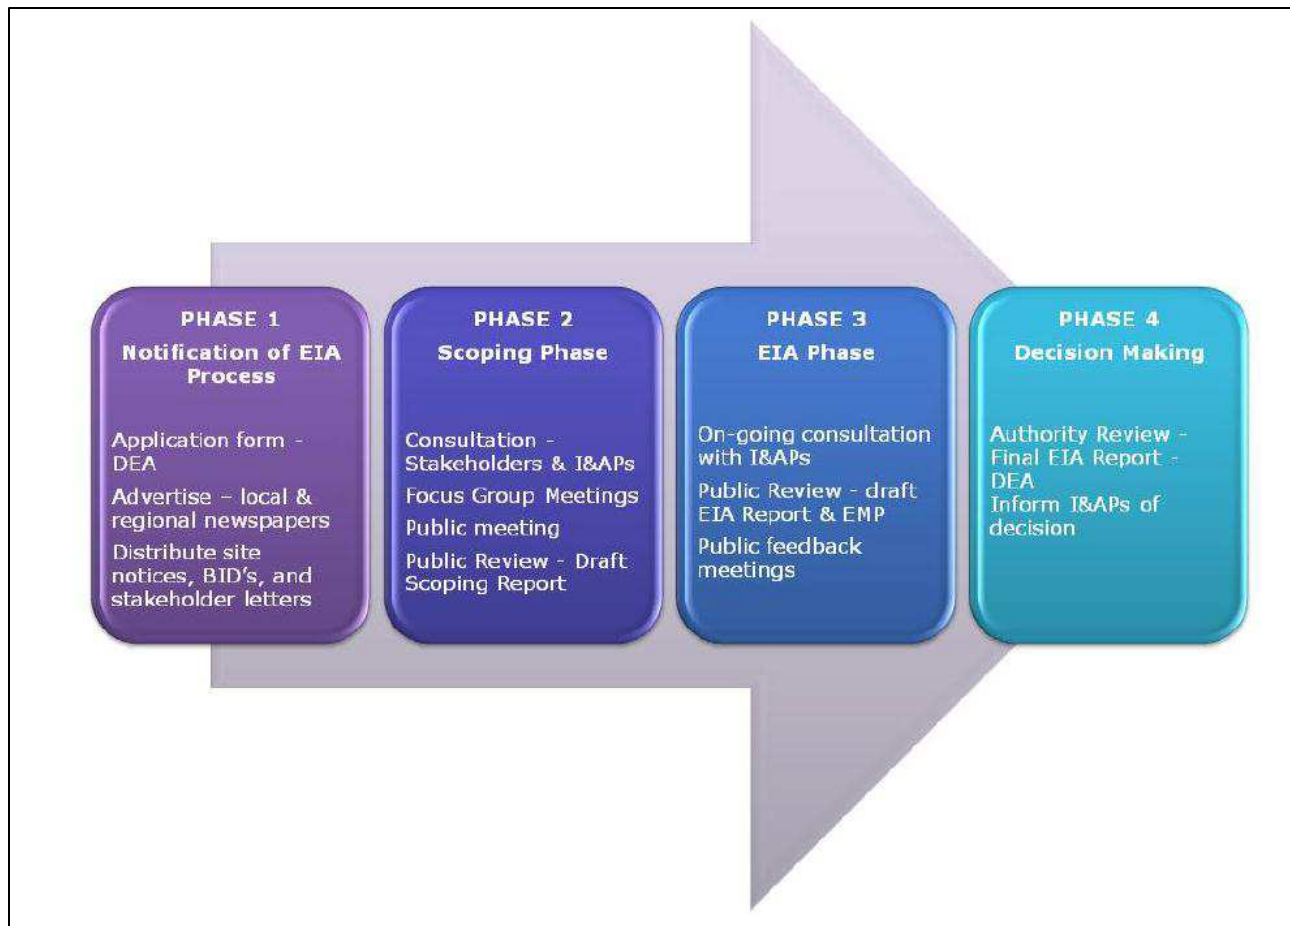 PHASE 1
Notification of EIA
Process
Application form -
DEA
Advertise – local &
regional newspapers
Distribute site
notices, BID's, and
stakeholder letters
PHASE 2
Scoping Phase
Consultation -
Stakeholders & I&APs
Focus Group Meetings
Public meeting
Public Review - Draft
Scoping Report
PHASE 3
EIA Phase
On-going consultation
with I&APs
Public Review - draft
EIA Report & EMP
Public feedback
meetings
PHASE 4
Decision Making
Authority Review -
Final EIA Report -
DEA
Inform I&APs of
decision